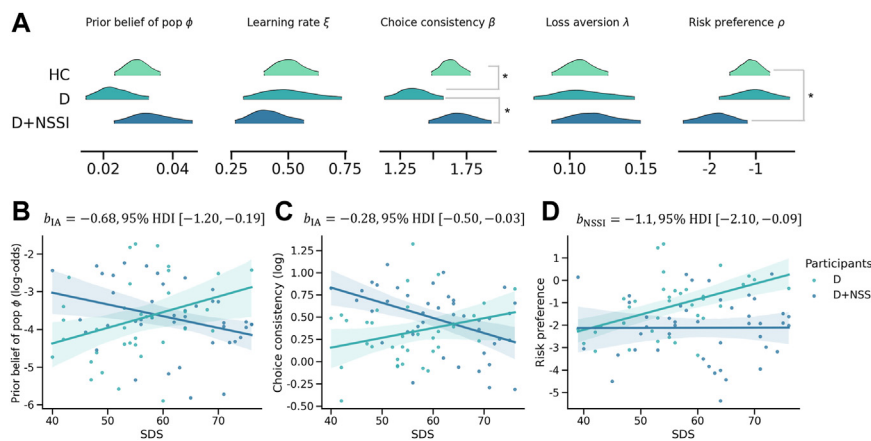 A
Prior belief of pop ϕ
Learning rate ξ
Choice consistency β
Loss aversion λ
Risk preference ρ
HC
D
D+NSSI
*
*
*
0.02 0.04
0.25 0.50 0.75
1.25 1.75
0.10 0.15
-2 -1
B
b_IA = −0.68, 95% HDI [−1.20, −0.19]
Prior belief of pop ϕ (log-odds)
-2
-3
-4
-5
-6
40 50 60 70
SDS
C
b_IA = −0.28, 95% HDI [−0.50, −0.03]
Choice consistency (log)
1.25
1.00
0.75
0.50
0.25
0.00
-0.25
-0.50
40 50 60 70
SDS
D
b_NSSI = −1.1, 95% HDI [−2.10, −0.09]
Risk preference
1
0
-1
-2
-3
-4
-5
40 50 60 70
SDS
Participants
D
D+NSSI